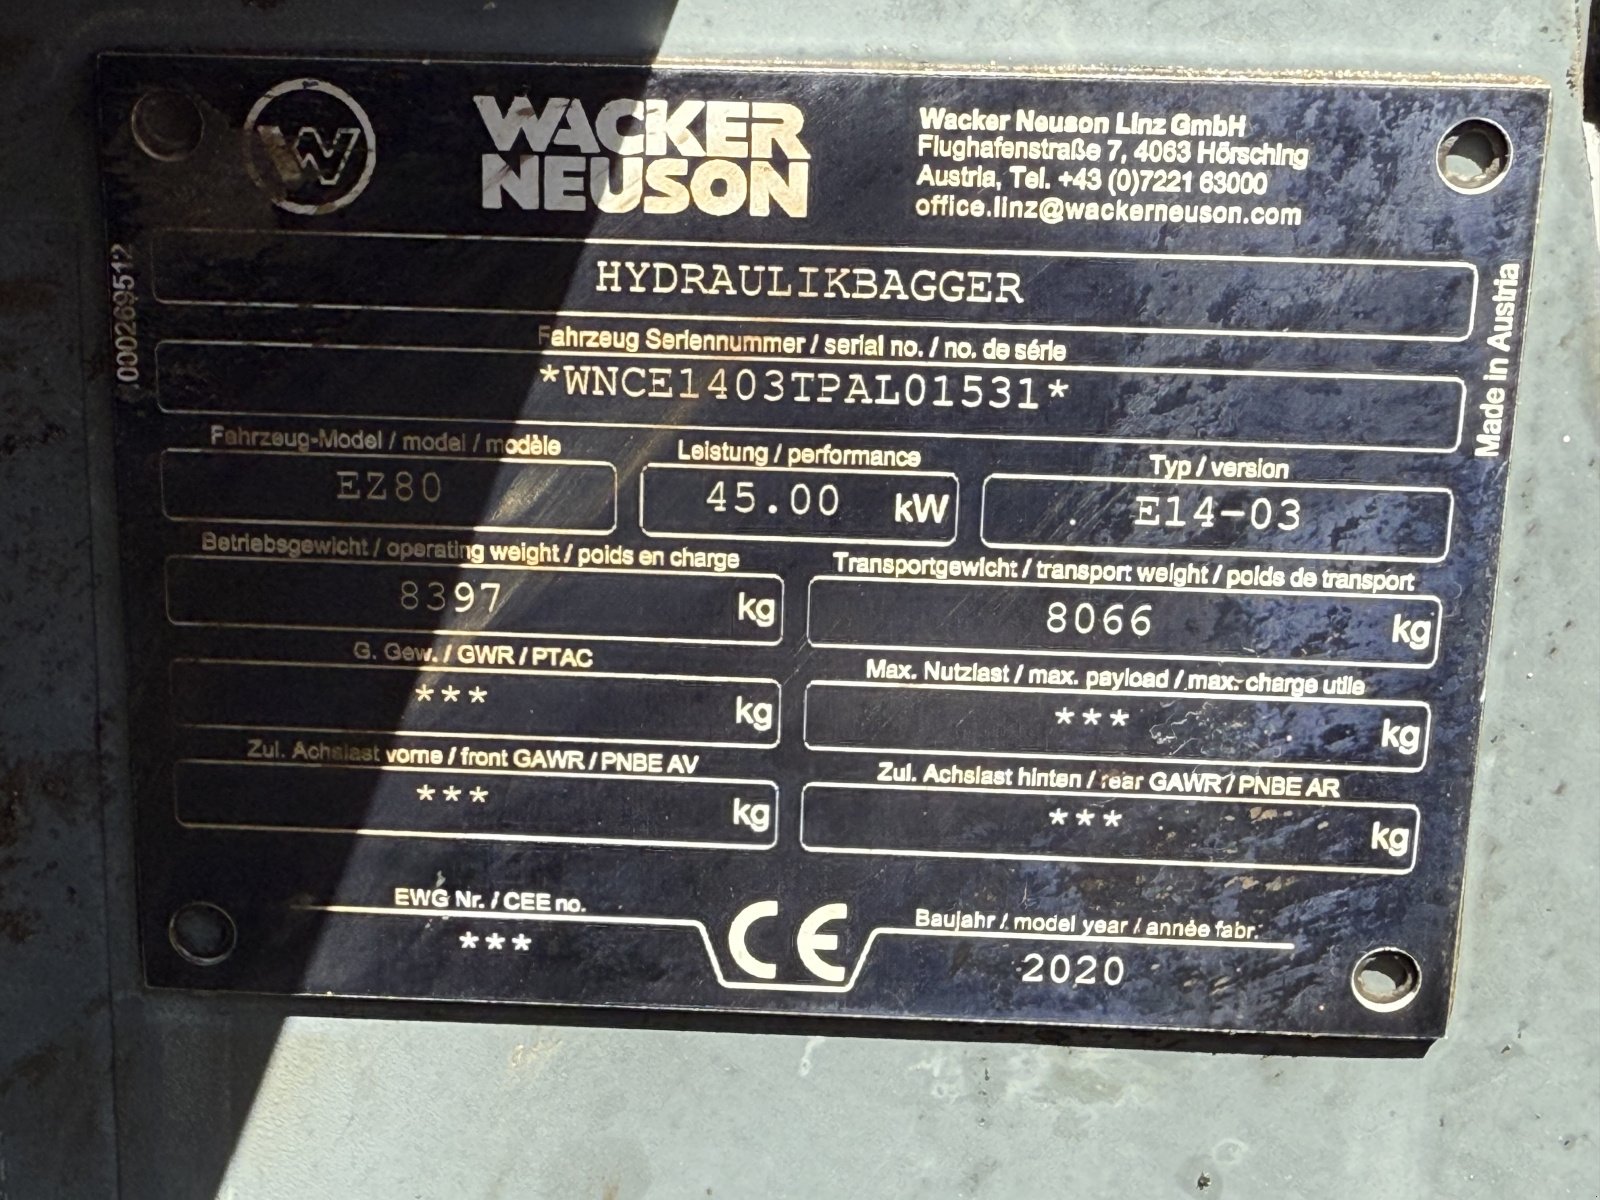 WACKER
NEUSON
Wacker Neuson Linz GmbH
Flughafenstraße 7, 4063 Hörsching
Austria, Tel. +43 (0)7221 63000
office.linz@wackerneuson.com
HYDRAULIKBAGGER
Fahrzeug Seriennummer / serial no. / no. de série
*WNCE1403TPAL01531*
Fahrzeug-Model / model / modèle
EZ80
Leistung / performance
45.00 kW
Typ / version
E14-03
Betriebsgewicht / operating weight / poids en charge
8397 kg
Transportgewicht / transport weight / poids de transport
8066 kg
G. Gew. / GWR / PTAC
*** kg
Max. Nutzlast / max. payload / max. charge utile
*** kg
Zul. Achslast vorne / front GAWR / PNBE AV
*** kg
Zul. Achslast hinten / rear GAWR / PNBE AR
*** kg
EWG Nr. / CEE no.
***
CE
Baujahr / model year / année fabr.
2020
1000269512
Made in Austria